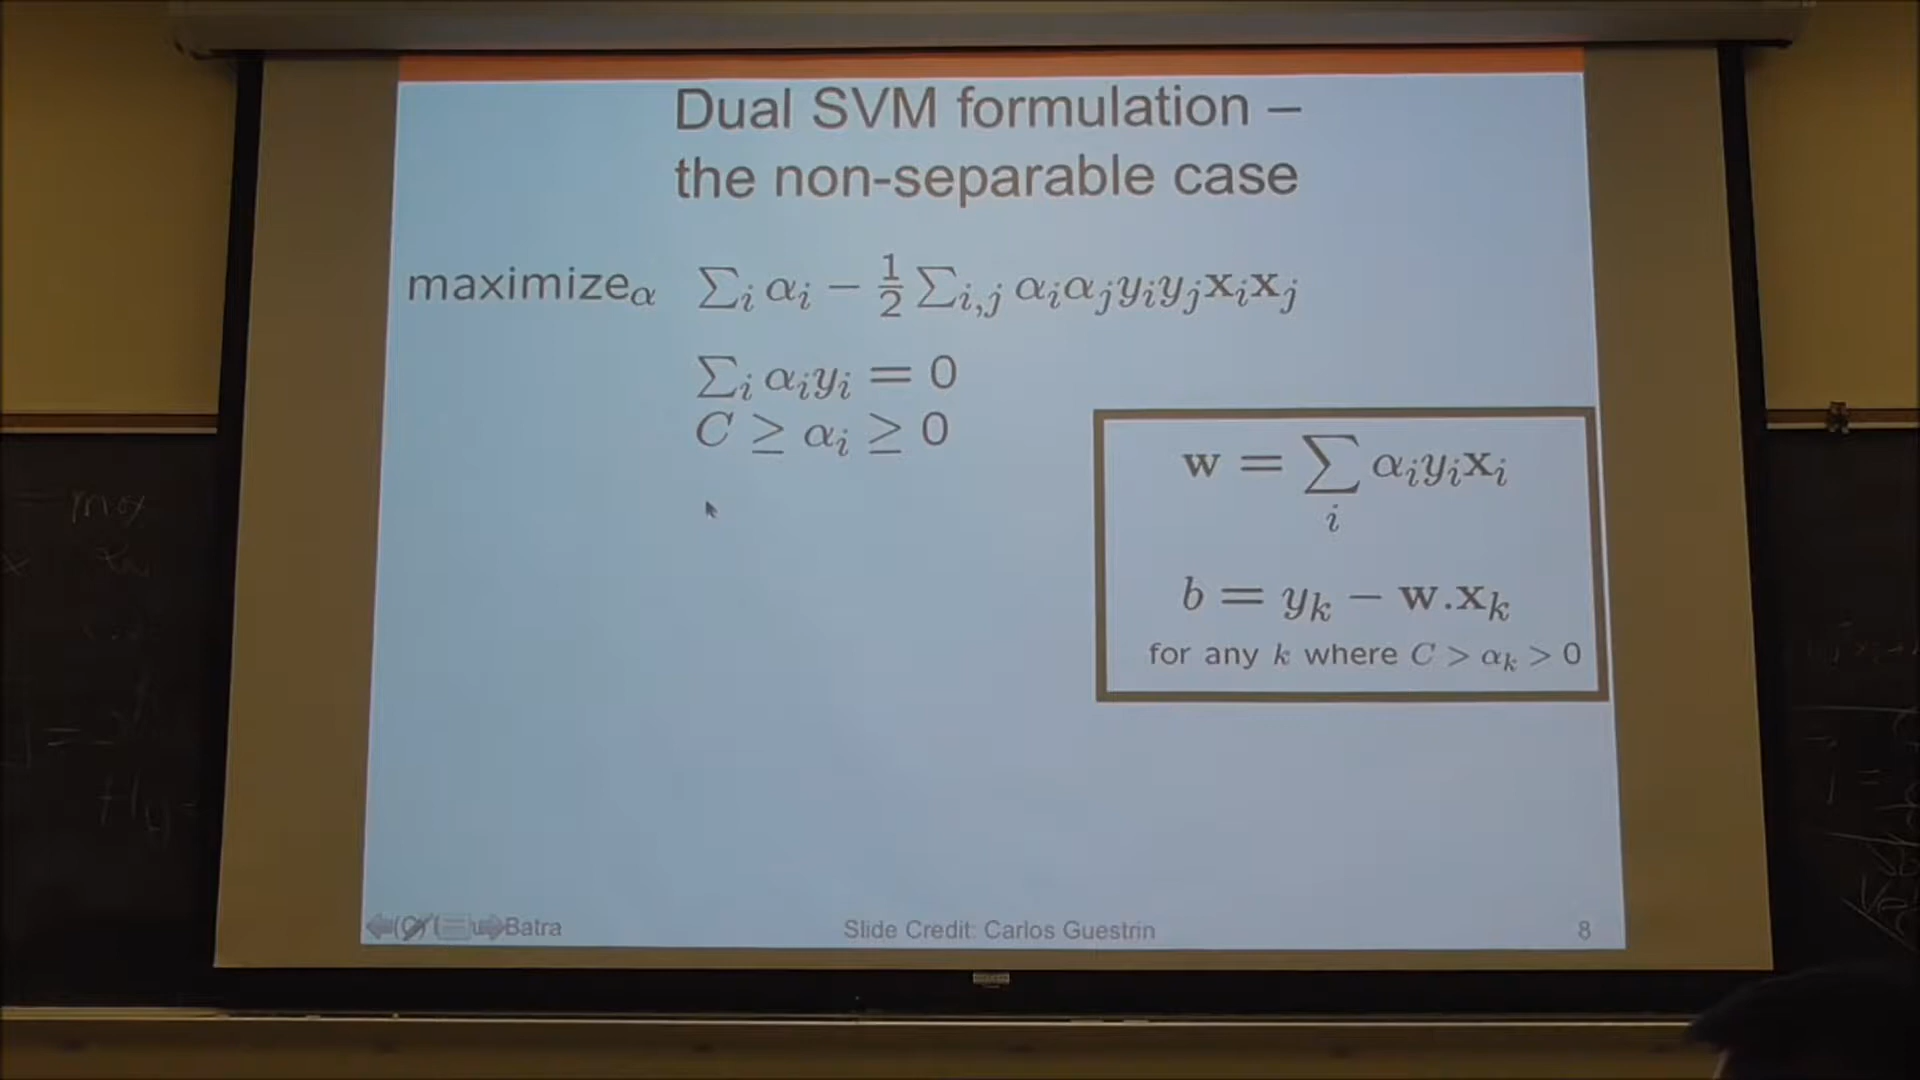 Dual SVM formulation –
the non-separable case
maximize_α ∑_i α_i − 1/2 ∑_{i,j} α_i α_j y_i y_j x_i x_j
∑_i α_i y_i = 0
C ≥ α_i ≥ 0
w = ∑_i α_i y_i x_i
b = y_k − w.x_k
for any k where C > α_k > 0
Batra
Slide Credit: Carlos Guestrin
8